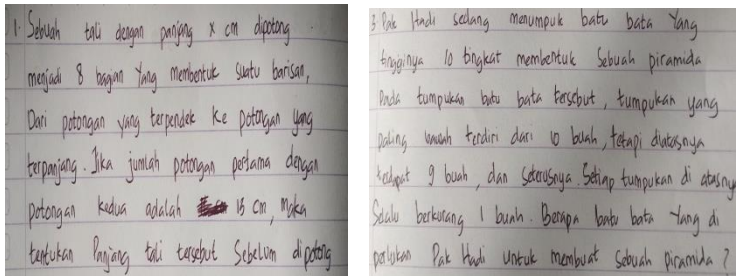 1. Sebuah tali dengan panjang x cm dipotong
menjadi 8 bagian Yang membentuk suatu barisan,
Dari potongan yang terpendek Ke potongan yang
terpanjang. Jika jumlah potongan pertama dengan
potongan kedua adalah 15 cm, maka
tentukan Panjang tali tersebut Sebelum dipotong
3 Pak Hadi sedang menumpuk batu bata Yang
tingginya 10 tingkat membentuk Sebuah piramida
Pada tumpukan batu bata tersebut, tumpukan yang
paling bawah terdiri dari 10 buah, tetapi diatasnya
terdapat 9 buah, dan seterusnya. Setiap tumpukan di atasnya
Selalu berkurang 1 buah. Berapa batu bata Yang di
perlukan Pak Hadi untuk membuat sebuah piramida?